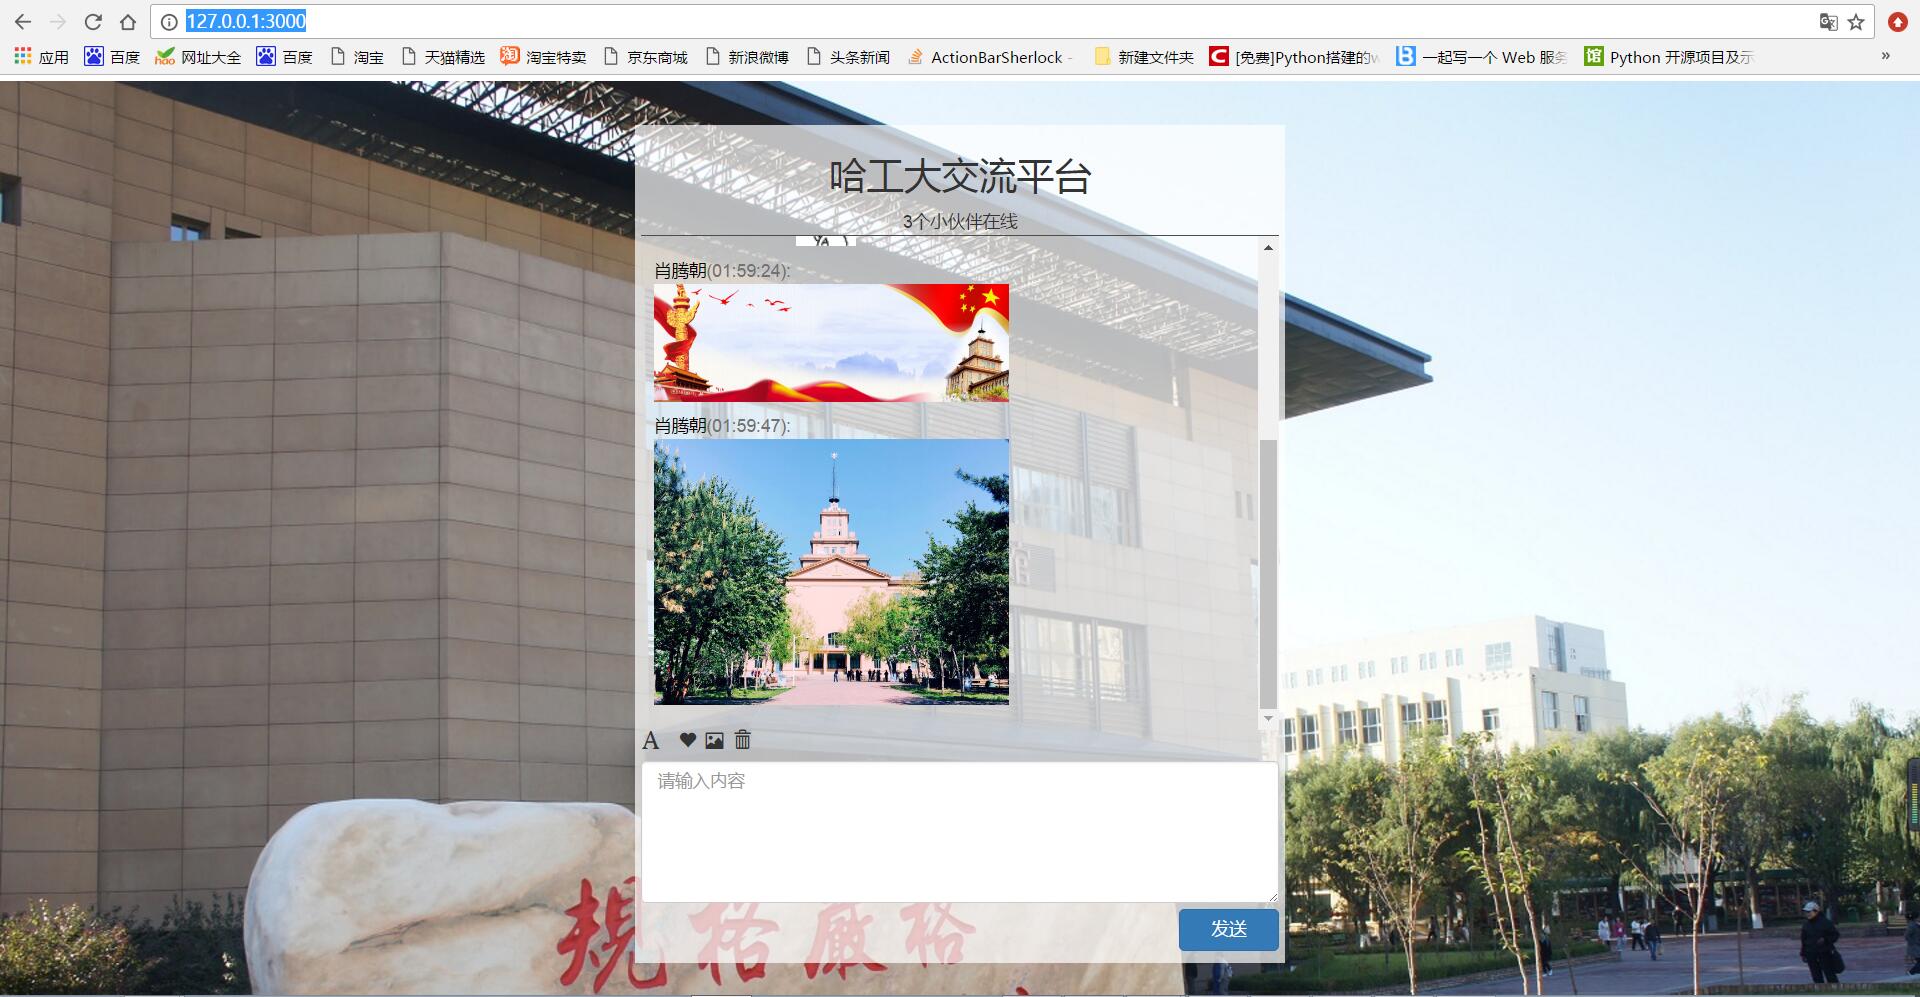 127.0.0.1:3000
应用 百度 网址大全 百度 淘宝 天猫精选 淘宝特卖 京东商城 新浪微博 头条新闻 ActionBarSherlock - 新建文件夹 [免费]Python搭建的w 一起写一个 Web 服务 Python 开源项目及示 »
哈工大交流平台
3个小伙伴在线
肖腾朝(01:59:24):
肖腾朝(01:59:47):
A
请输入内容
发送
规格严格